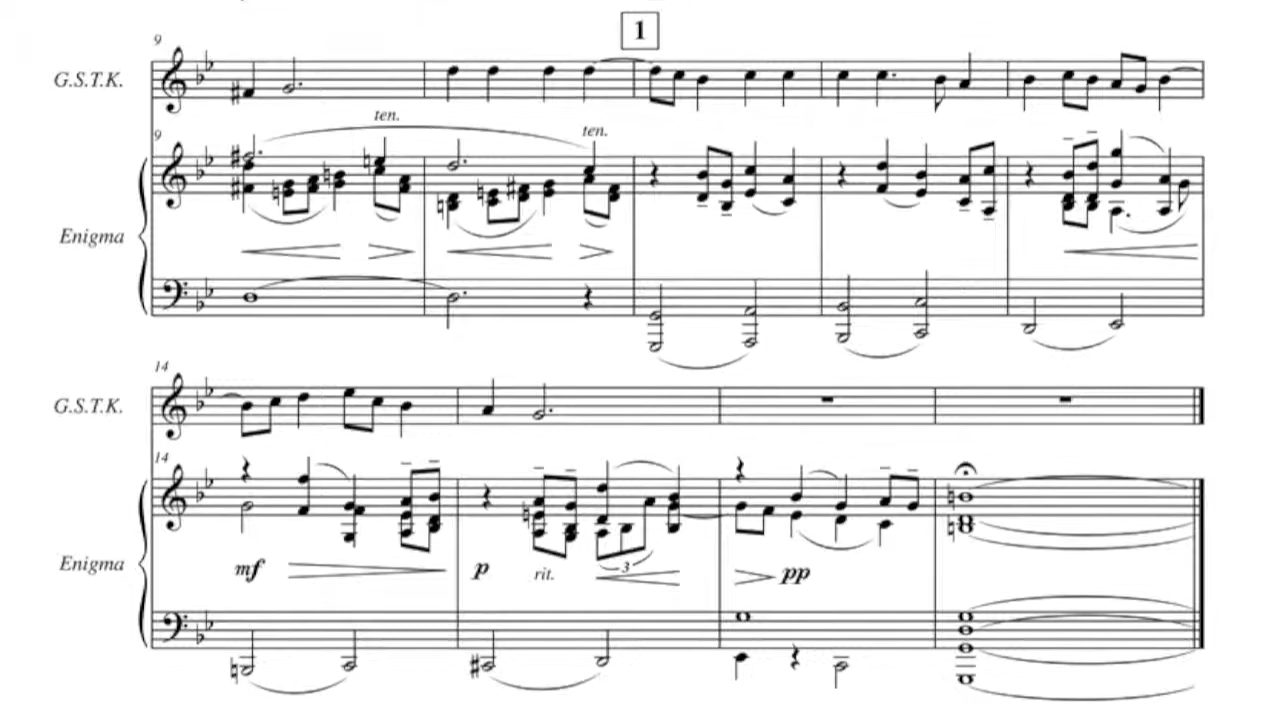 1
9
G.S.T.K.
9
ten.
ten.
Enigma
14
G.S.T.K.
14
mf
p
rit.
3
pp
Enigma